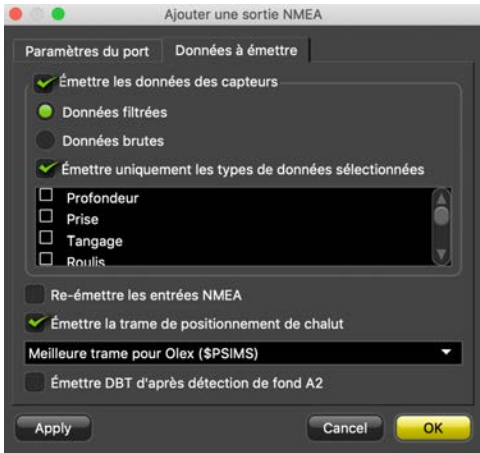 Ajouter une sortie NMEA
Paramètres du port
Données à émettre
Émettre les données des capteurs
Données filtrées
Données brutes
Émettre uniquement les types de données sélectionnées
Profondeur
Prise
Tangage
Roulis
Re-émettre les entrées NMEA
Émettre la trame de positionnement de chalut
Meilleure trame pour Olex ($PSIMS)
Émettre DBT d'après détection de fond A2
Apply
Cancel
OK